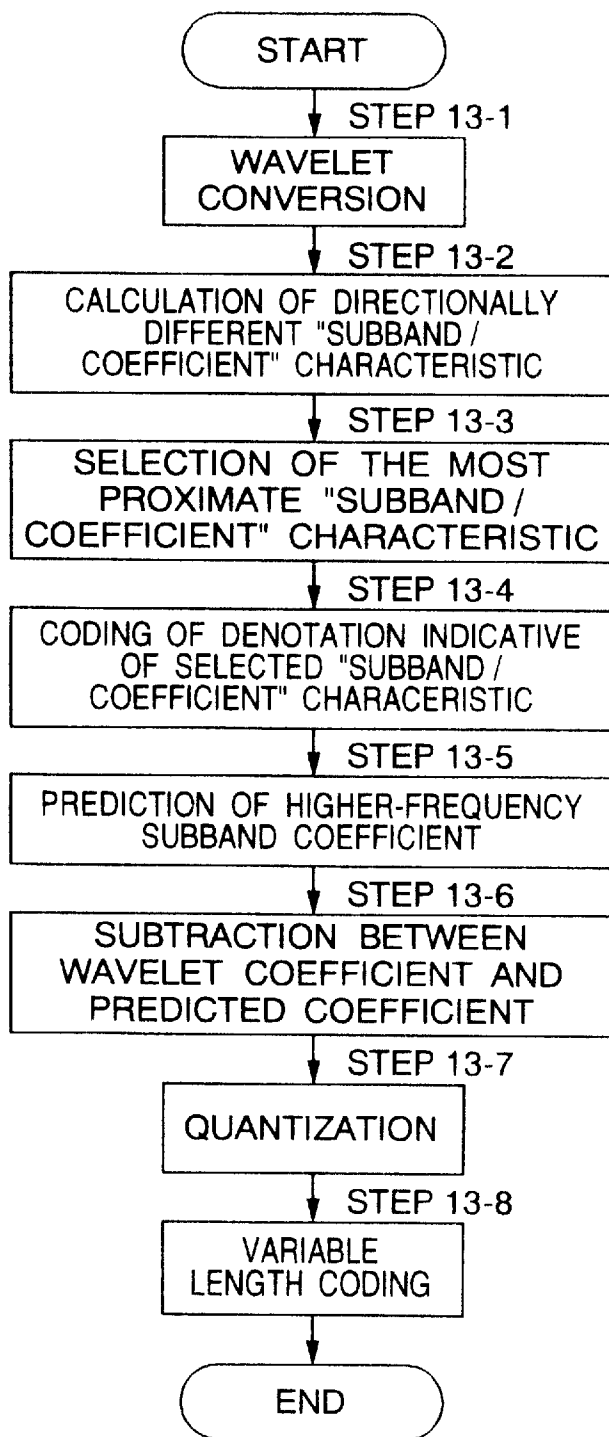 START
STEP 13-1
WAVELET
CONVERSION
STEP 13-2
CALCULATION OF DIRECTIONALLY
DIFFERENT "SUBBAND /
COEFFICIENT" CHARACTERISTIC
STEP 13-3
SELECTION OF THE MOST
PROXIMATE "SUBBAND /
COEFFICIENT" CHARACTERISTIC
STEP 13-4
CODING OF DENOTATION INDICATIVE
OF SELECTED "SUBBAND /
COEFFICIENT" CHARACERISTIC
STEP 13-5
PREDICTION OF HIGHER-FREQUENCY
SUBBAND COEFFICIENT
STEP 13-6
SUBTRACTION BETWEEN
WAVELET COEFFICIENT AND
PREDICTED COEFFICIENT
STEP 13-7
QUANTIZATION
STEP 13-8
VARIABLE
LENGTH CODING
END